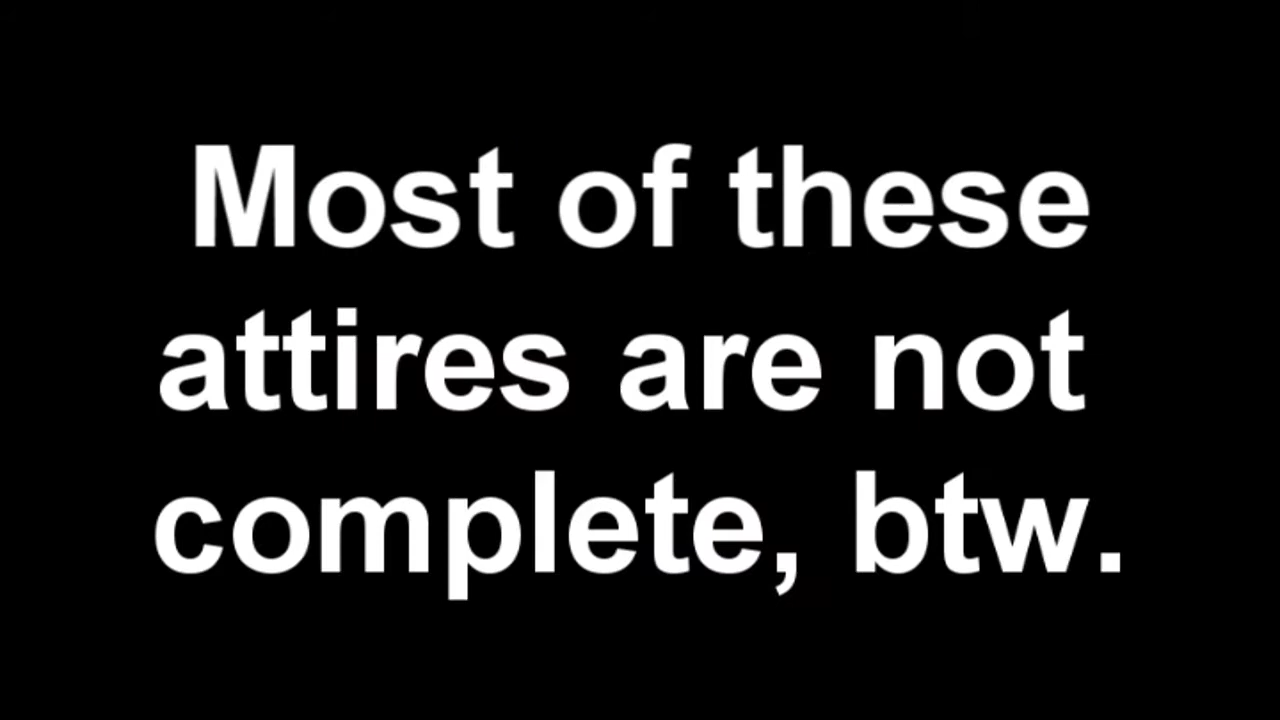 Most of these
attires are not
complete, btw.